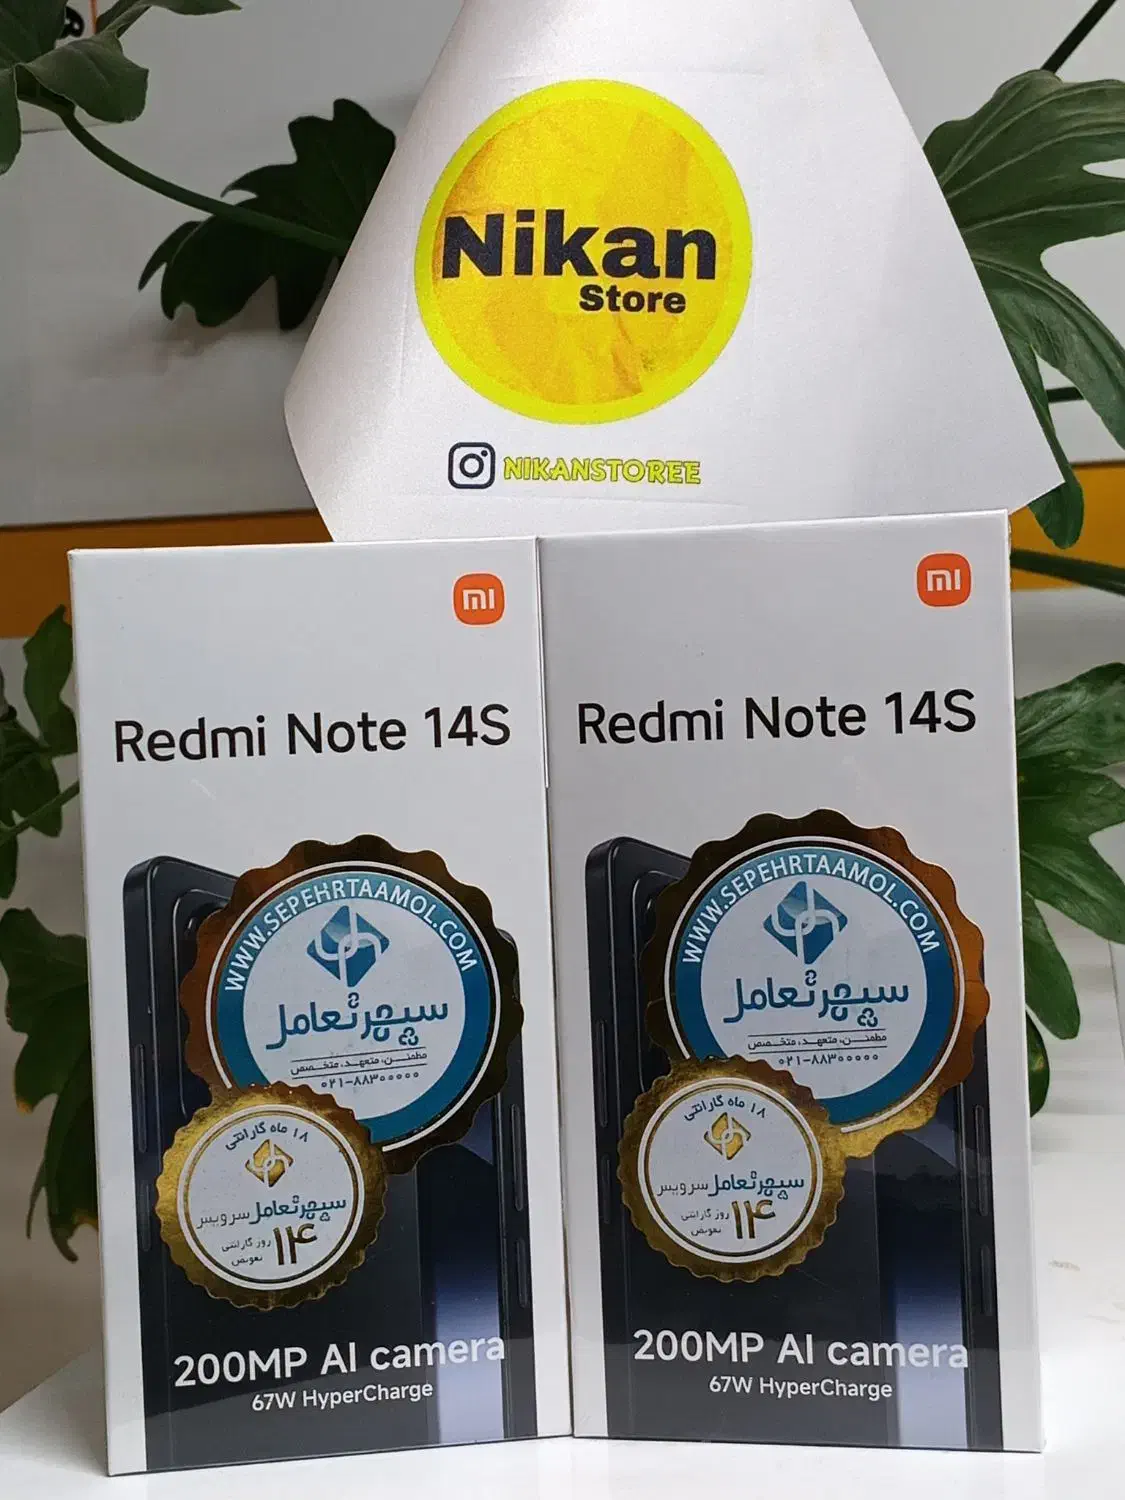 Nikan
Store
NIKANSTOREE
mi
Redmi Note 14S
WWW.SEPEHRTAAMOL.COM
سپهرتعامل
مطمئن، متعهد، متخصص
۰۲۱-۸۸۳۰۰۰۰۰
۱۸ ماه گارانتی
سپهرتعامل سرویس
۱۴ روز گارانتی
تعویض
200MP AI camera
67W HyperCharge
mi
Redmi Note 14S
WWW.SEPEHRTAAMOL.COM
سپهرتعامل
مطمئن، متعهد، متخصص
۰۲۱-۸۸۳۰۰۰۰۰
۱۸ ماه گارانتی
سپهرتعامل سرویس
۱۴ روز گارانتی
تعویض
200MP AI camera
67W HyperCharge